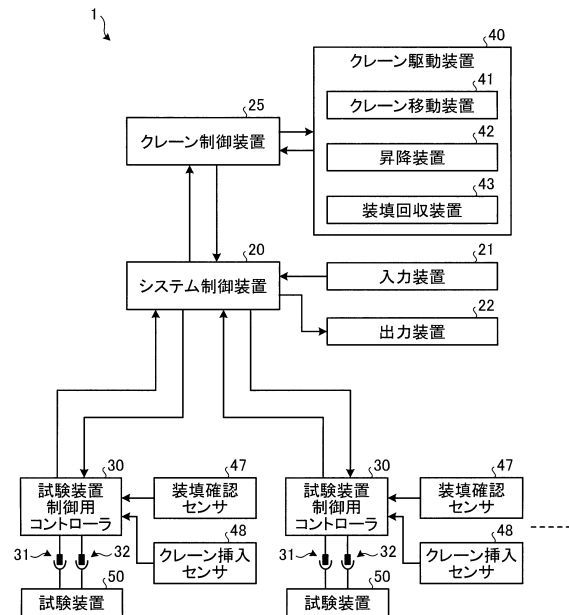 1
40
クレーン駆動装置
41
クレーン移動装置
25
クレーン制御装置
42
昇降装置
43
装填回収装置
20
システム制御装置
21
入力装置
22
出力装置
30
試験装置
制御用
コントローラ
47
装填確認
センサ
48
クレーン挿入
センサ
31
32
50
試験装置
30
試験装置
制御用
コントローラ
47
装填確認
センサ
48
クレーン挿入
センサ
31
32
50
試験装置